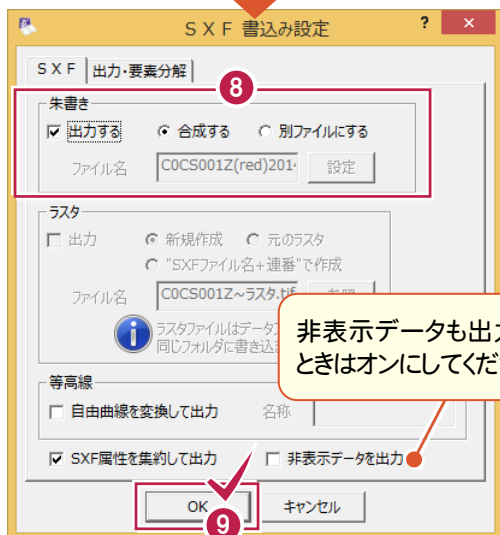 SXF 書込み設定 ? ×
SXF 出力・要素分解
8
朱書き
出力する 合成する 別ファイルにする
ファイル名 C0CS001Z(red)201 設定
ラスタ
出力 新規作成 元のラスタ
"SXFファイル名+連番"で作成
ファイル名 C0CS001Z~ラスタ.tif
ラスタファイルはデータ
同じフォルダに書き込
非表示データも出力
ときはオンにしてくだ
等高線
自由曲線を変換して出力 名称
SXF属性を集約して出力 非表示データを出力
OK キャンセル
9